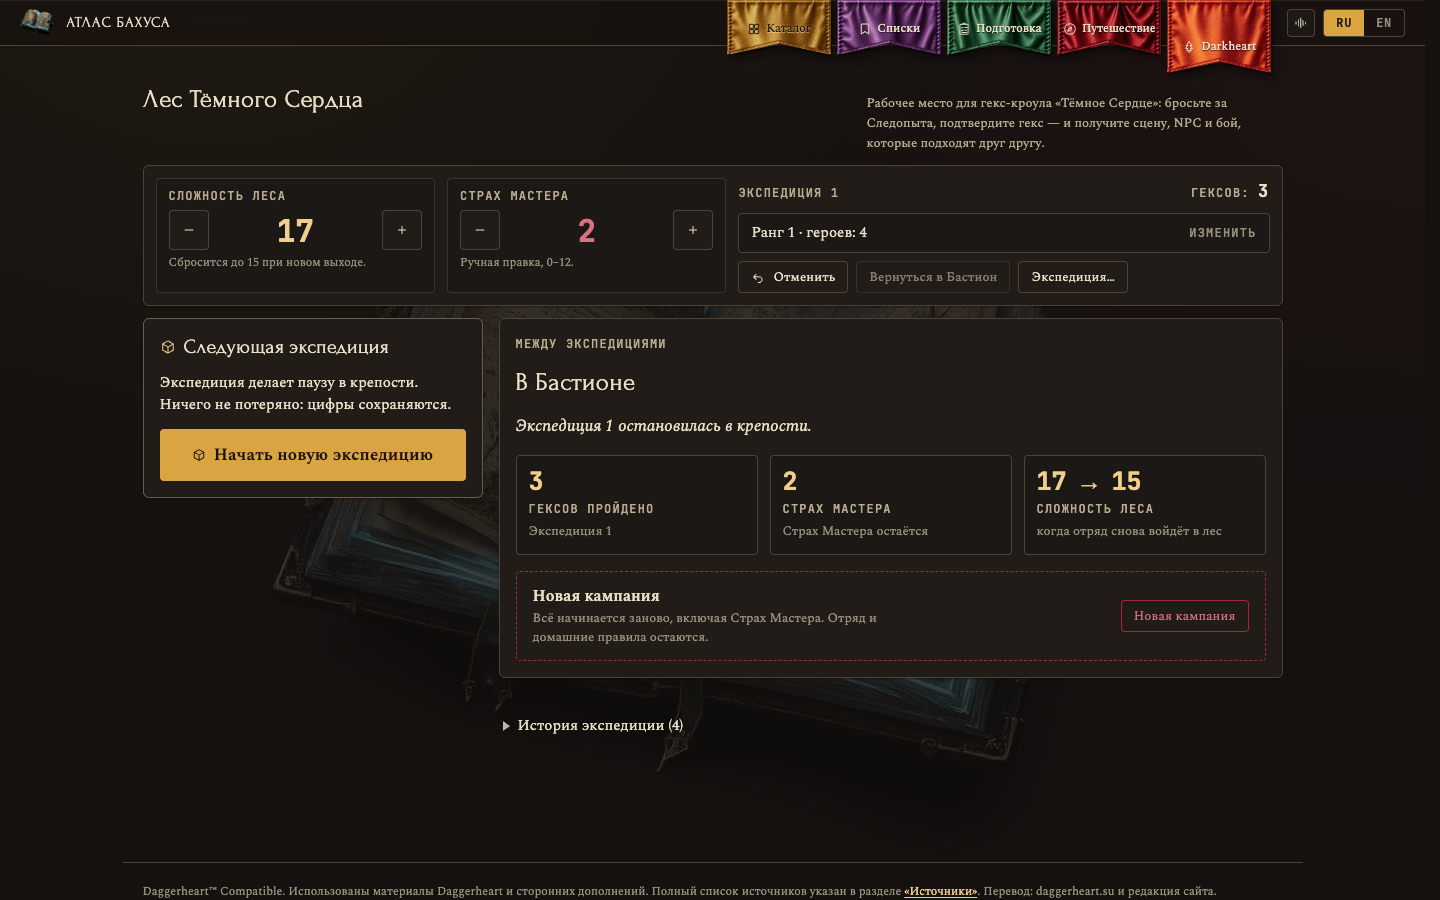 АТЛАС БАХУСА
Каталог
Списки
Подготовка
Путешествие
Darkheart
RU
EN
Лес Тёмного Сердца
Рабочее место для гекс-кроула «Тёмное Сердце»: бросьте за
Следопыта, подтвердите гекс — и получите сцену, NPC и бой,
которые подходят друг другу.
СЛОЖНОСТЬ ЛЕСА
− 17 +
Сбросится до 15 при новом выходе.
СТРАХ МАСТЕРА
− 2 +
Ручная правка, 0–12.
ЭКСПЕДИЦИЯ 1
ГЕКСОВ: 3
Ранг 1 · героев: 4
ИЗМЕНИТЬ
Отменить
Вернуться в Бастион
Экспедиция…
Следующая экспедиция
Экспедиция делает паузу в крепости.
Ничего не потеряно: цифры сохраняются.
Начать новую экспедицию
МЕЖДУ ЭКСПЕДИЦИЯМИ
В Бастионе
Экспедиция 1 остановилась в крепости.
3
ГЕКСОВ ПРОЙДЕНО
Экспедиция 1
2
СТРАХ МАСТЕРА
Страх Мастера остаётся
17 → 15
СЛОЖНОСТЬ ЛЕСА
когда отряд снова войдёт в лес
Новая кампания
Всё начинается заново, включая Страх Мастера. Отряд и
домашние правила остаются.
Новая кампания
История экспедиции (4)
Daggerheart™ Compatible. Использованы материалы Daggerheart и сторонних дополнений. Полный список источников указан в разделе «Источники». Перевод: daggerheart.su и редакция сайта.